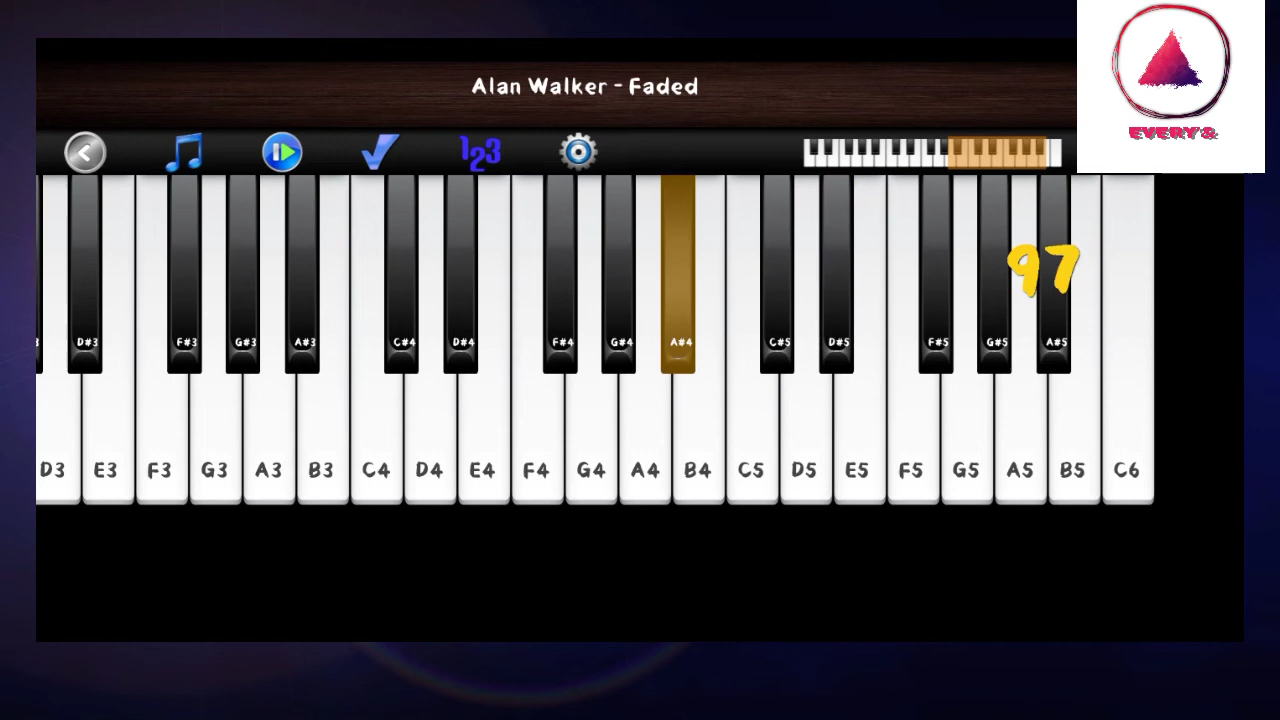 Alan Walker - Faded
EVERY'S
123
97
D#3 F#3 G#3 A#3 C#4 D#4 F#4 G#4 A#4 C#5 D#5 F#5 G#5 A#5
D3 E3 F3 G3 A3 B3 C4 D4 E4 F4 G4 A4 B4 C5 D5 E5 F5 G5 A5 B5 C6